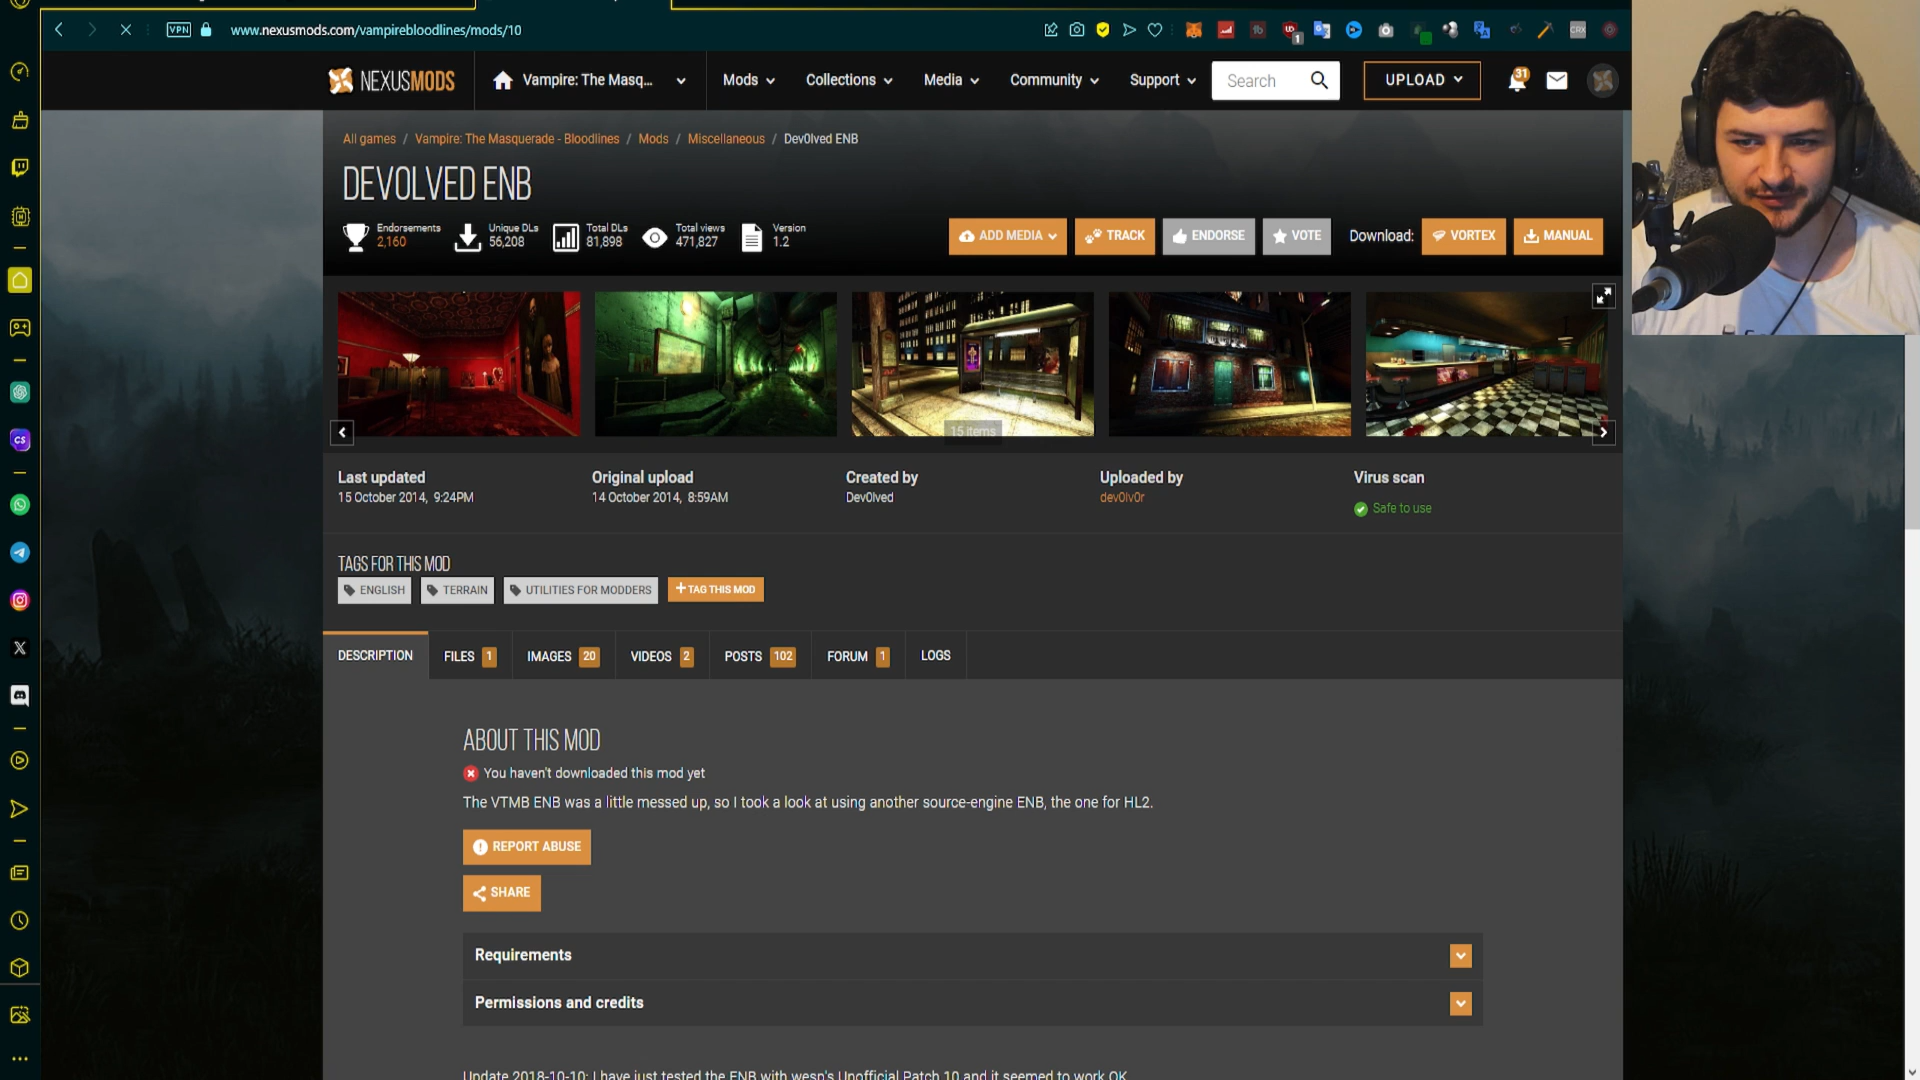 VPN
www.nexusmods.com/vampirebloodlines/mods/10
1
CRX
NEXUSMODS
Vampire: The Masq...
Mods
Collections
Media
Community
Support
Search
UPLOAD
31
All games / Vampire: The Masquerade - Bloodlines / Mods / Miscellaneous / Dev0lved ENB
DEV0LVED ENB
Endorsements
2,160
Unique DLs
56,208
Total DLs
81,898
Total views
471,827
Version
1.2
ADD MEDIA
TRACK
ENDORSE
VOTE
Download:
VORTEX
MANUAL
15 items
Last updated
15 October 2014, 9:24PM
Original upload
14 October 2014, 8:59AM
Created by
Dev0lved
Uploaded by
dev0lv0r
Virus scan
Safe to use
TAGS FOR THIS MOD
ENGLISH
TERRAIN
UTILITIES FOR MODDERS
+ TAG THIS MOD
DESCRIPTION
FILES 1
IMAGES 20
VIDEOS 2
POSTS 102
FORUM 1
LOGS
CS
ABOUT THIS MOD
You haven't downloaded this mod yet
The VTMB ENB was a little messed up, so I took a look at using another source-engine ENB, the one for HL2.
REPORT ABUSE
SHARE
Requirements
Permissions and credits
Update 2018-10-10: I have just tested the ENB with wesp's Unofficial Patch 10 and it seemed to work OK.